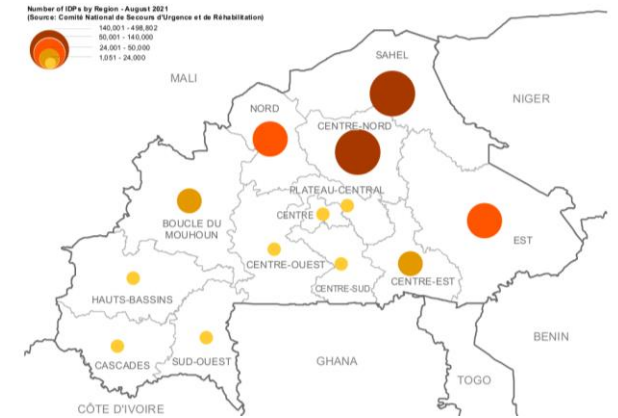 Number of IDPs by Region - August 2021
(Source: Comité National de Secours d'Urgence et de Réhabilitation)
140,001 - 498,802
50,001 - 140,000
24,001 - 50,000
1,051 - 24,000
SAHEL
MALI
NIGER
NORD
CENTRE-NORD
PLATEAU-CENTRAL
CENTRE
BOUCLE DU
MOUHOUN
EST
CENTRE-OUEST
CENTRE-EST
CENTRE-SUD
HAUTS-BASSINS
BENIN
CASCADES
SUD-OUEST
GHANA
TOGO
CÔTE D'IVOIRE